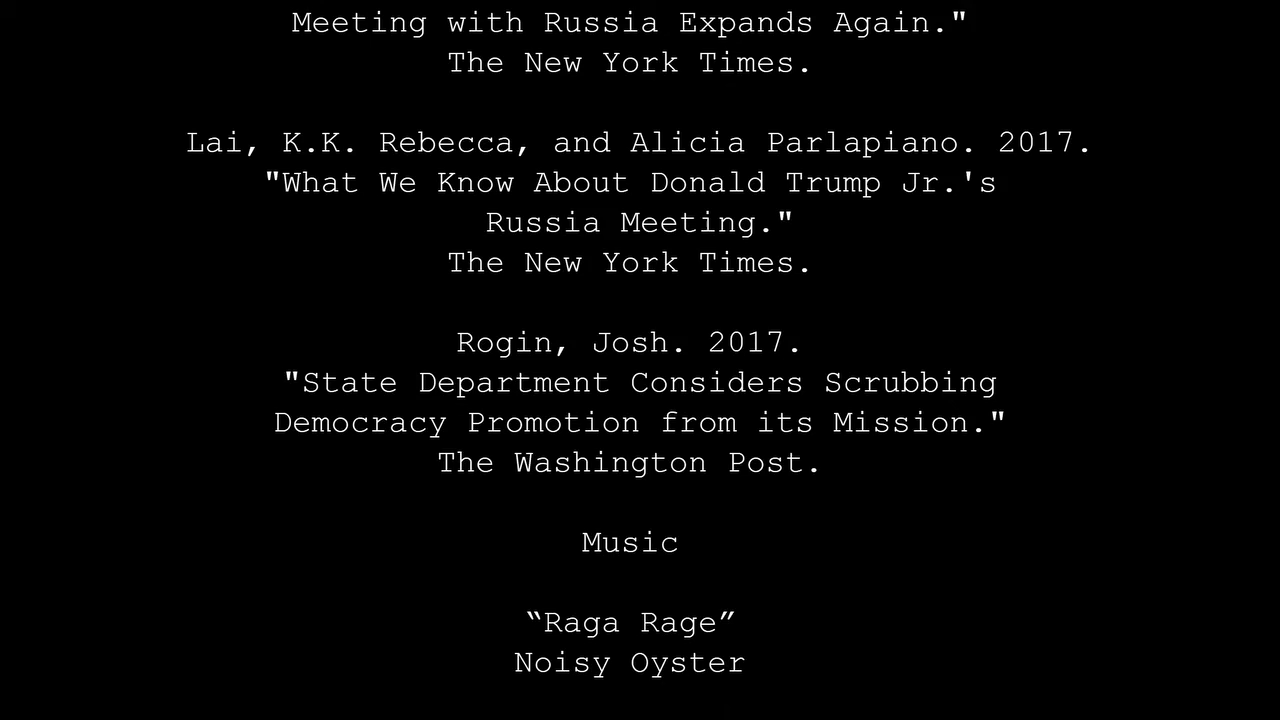 Meeting with Russia Expands Again."
The New York Times.
Lai, K.K. Rebecca, and Alicia Parlapiano. 2017.
"What We Know About Donald Trump Jr.'s
Russia Meeting."
The New York Times.
Rogin, Josh. 2017.
"State Department Considers Scrubbing
Democracy Promotion from its Mission."
The Washington Post.
Music
“Raga Rage”
Noisy Oyster